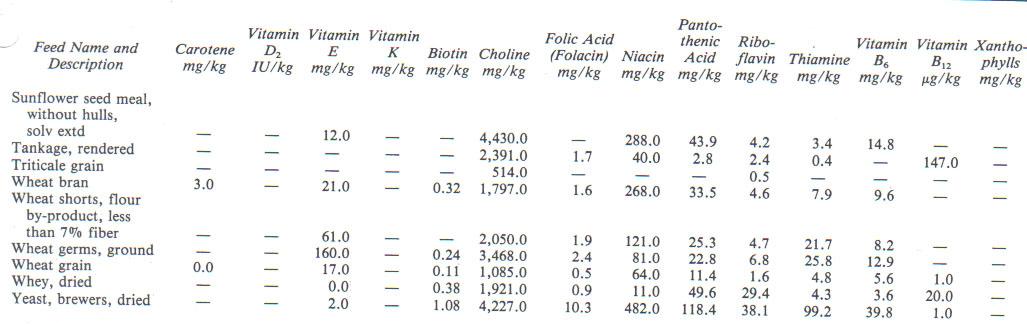 Panto-
Vitamin Vitamin Vitamin Folic Acid thenic Ribo- Vitamin Vitamin Xantho-
Feed Name and Carotene D₂ E K Biotin Choline (Folacin) Niacin Acid flavin Thiamine B₆ B₁₂ phylls
Description mg/kg IU/kg mg/kg mg/kg mg/kg mg/kg mg/kg mg/kg mg/kg mg/kg mg/kg mg/kg µg/kg mg/kg
Sunflower seed meal,
without hulls,
solv extd — — 12.0 — — 4,430.0 — 288.0 43.9 4.2 3.4 14.8 — —
Tankage, rendered — — — — — 2,391.0 1.7 40.0 2.8 2.4 0.4 — 147.0 —
Triticale grain — — — — — 514.0 — — — 0.5 — — — —
Wheat bran 3.0 — 21.0 — 0.32 1,797.0 1.6 268.0 33.5 4.6 7.9 9.6 — —
Wheat shorts, flour
by-product, less
than 7% fiber — — 61.0 — — 2,050.0 1.9 121.0 25.3 4.7 21.7 8.2 — —
Wheat germs, ground — — 160.0 — 0.24 3,468.0 2.4 81.0 22.8 6.8 25.8 12.9 — —
Wheat grain 0.0 — 17.0 — 0.11 1,085.0 0.5 64.0 11.4 1.6 4.8 5.6 1.0 —
Whey, dried — — 0.0 — 0.38 1,921.0 0.9 11.0 49.6 29.4 4.3 3.6 20.0 —
Yeast, brewers, dried — — 2.0 — 1.08 4,227.0 10.3 482.0 118.4 38.1 99.2 39.8 1.0 —